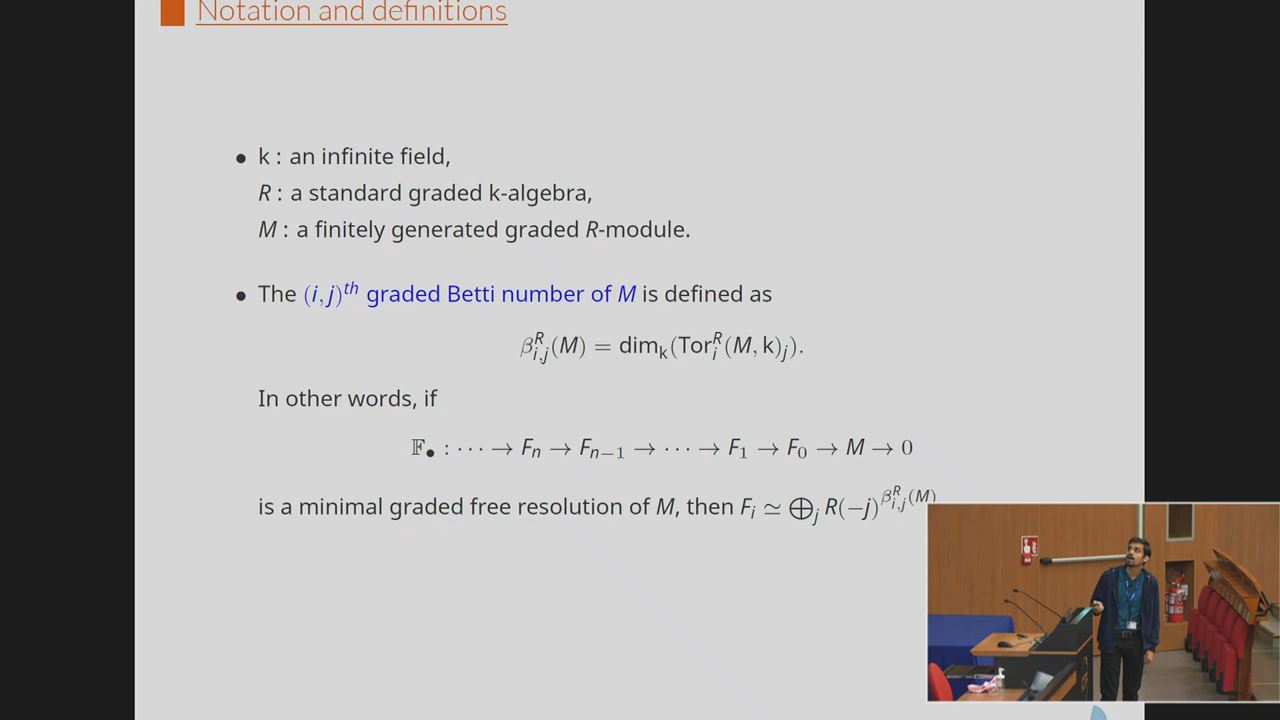 Notation and definitions
• k : an infinite field,
R : a standard graded k-algebra,
M : a finitely generated graded R-module.
• The (i, j)^{th} graded Betti number of M is defined as
β^R_{i,j}(M) = dim_k(Tor^R_i(M, k)_j).
In other words, if
𝔽_• : ⋯ → F_n → F_{n−1} → ⋯ → F_1 → F_0 → M → 0
is a minimal graded free resolution of M, then F_i ≃ ⊕_j R(−j)^{β^R_{i,j}(M)}